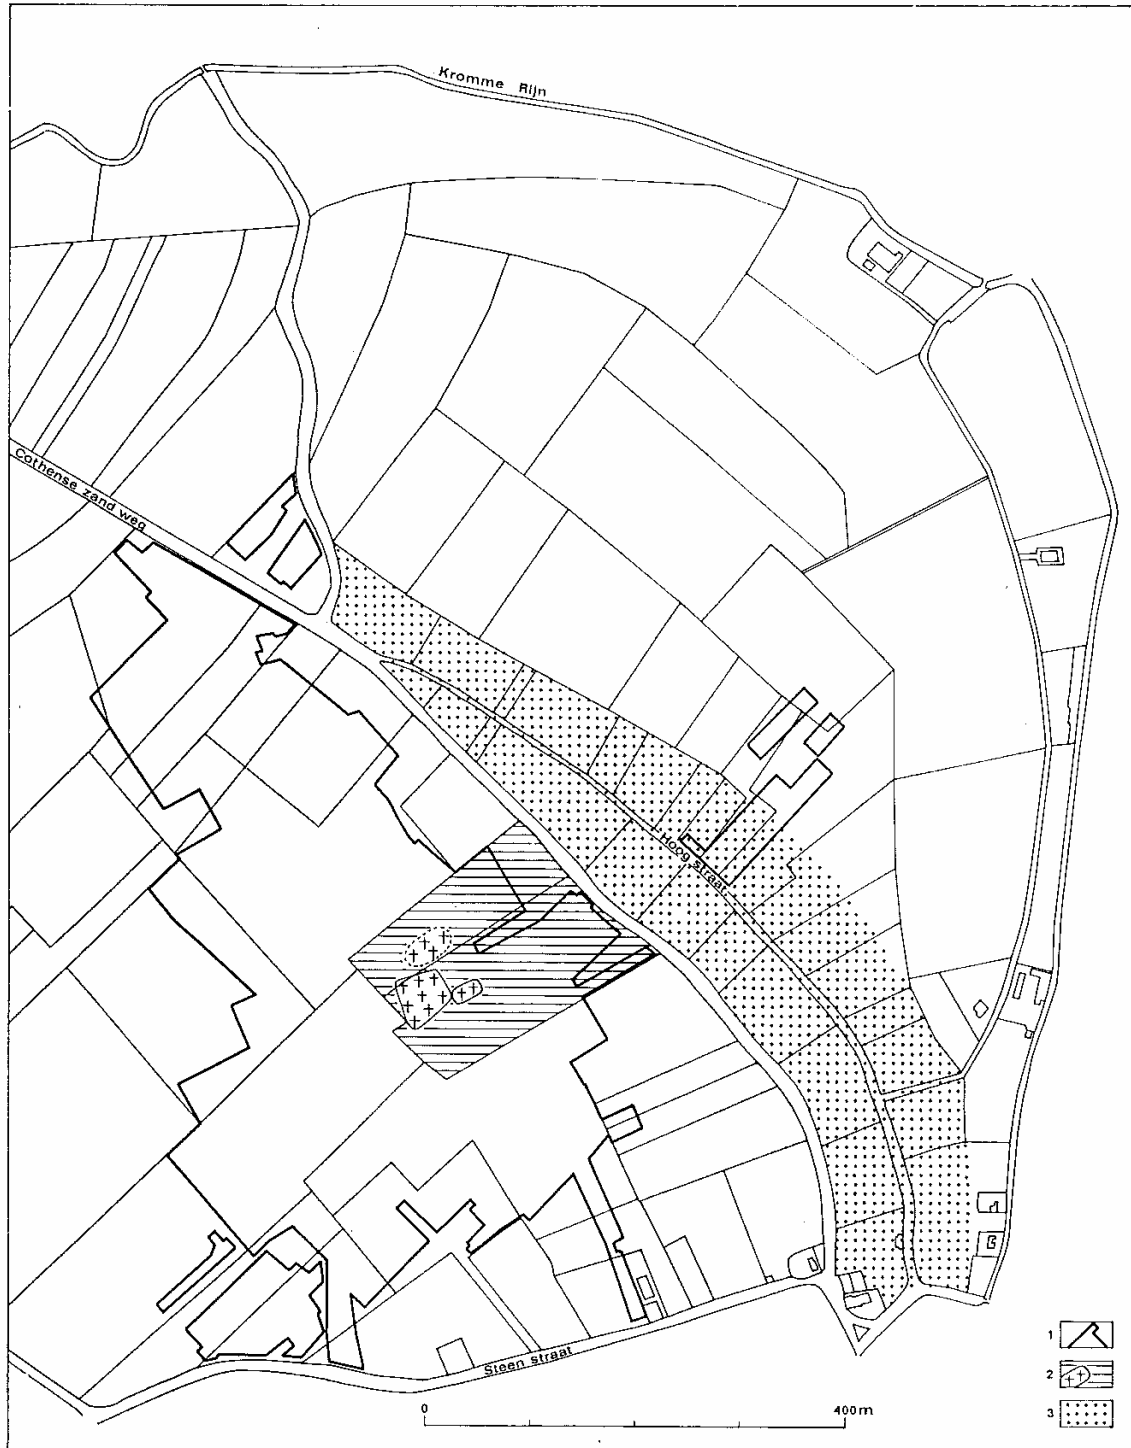 Kromme Rijn
Cothense zand weg
Hoog straat
Steen straat
1
2
3
0
400m